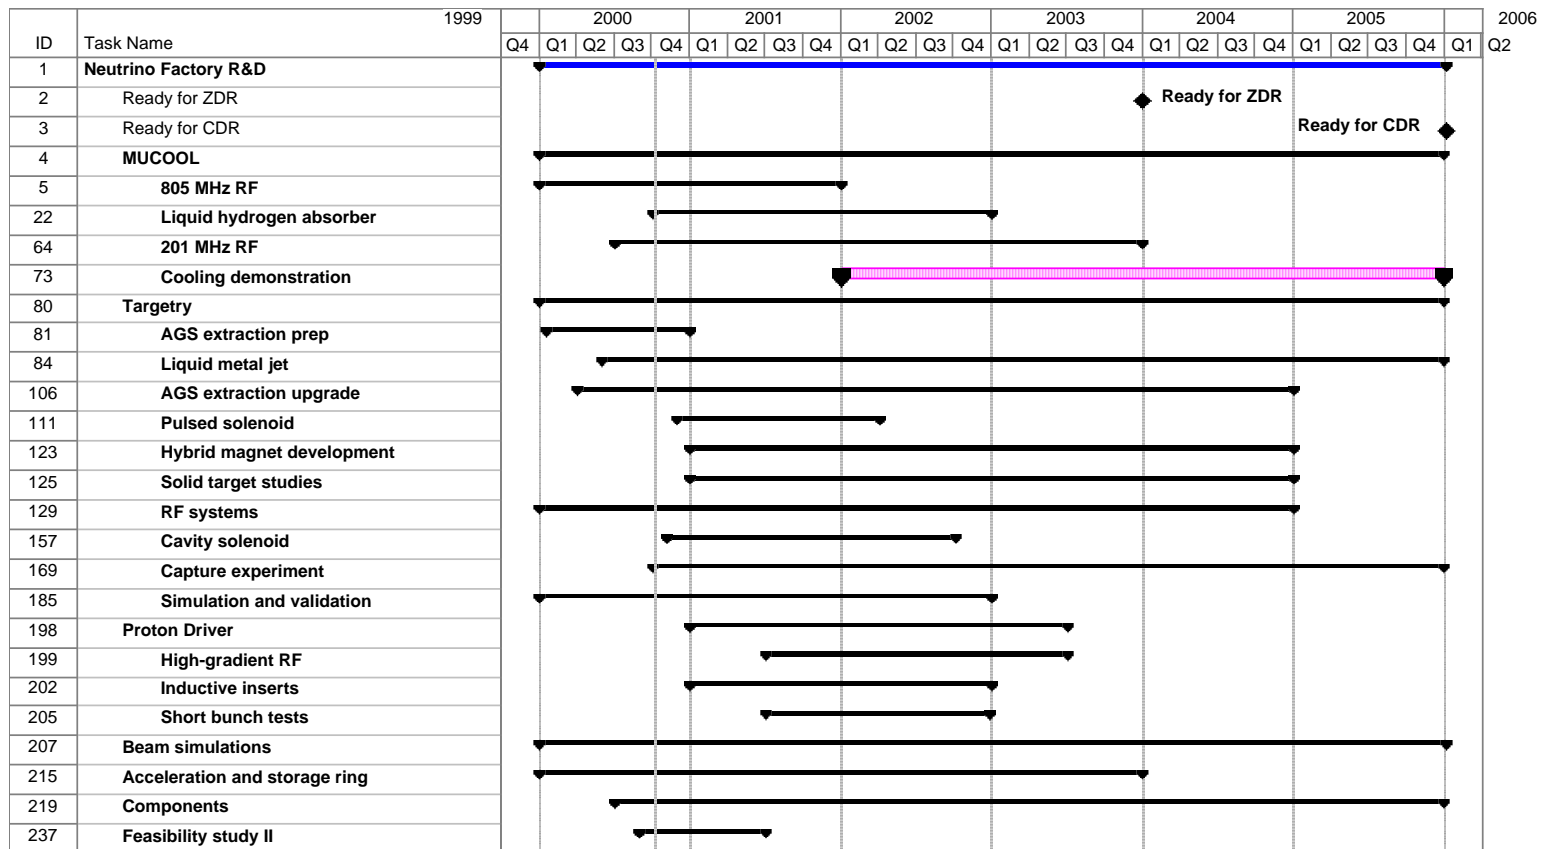 1999 2000 2001 2002 2003 2004 2005 2006
ID Task Name Q4 Q1 Q2 Q3 Q4 Q1 Q2 Q3 Q4 Q1 Q2 Q3 Q4 Q1 Q2 Q3 Q4 Q1 Q2 Q3 Q4 Q1 Q2 Q3 Q4 Q1 Q2
1 Neutrino Factory R&D
2 Ready for ZDR Ready for ZDR
3 Ready for CDR Ready for CDR
4 MUCOOL
5 805 MHz RF
22 Liquid hydrogen absorber
64 201 MHz RF
73 Cooling demonstration
80 Targetry
81 AGS extraction prep
84 Liquid metal jet
106 AGS extraction upgrade
111 Pulsed solenoid
123 Hybrid magnet development
125 Solid target studies
129 RF systems
157 Cavity solenoid
169 Capture experiment
185 Simulation and validation
198 Proton Driver
199 High-gradient RF
202 Inductive inserts
205 Short bunch tests
207 Beam simulations
215 Acceleration and storage ring
219 Components
237 Feasibility study II